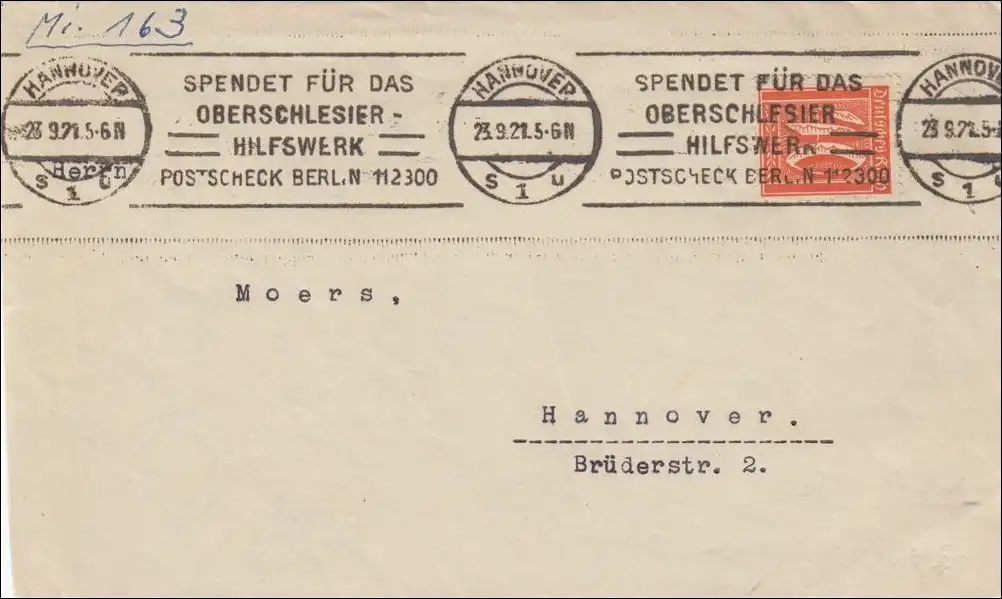 Mi. 163
HANNOVER
23.9.21.5-6N
S 1 u
SPENDET FÜR DAS
OBERSCHLESIER-
HILFSWERK
POSTSCHECK BERLIN 112300
HANNOVER
23.9.21.5-6N
S 1 u
SPENDET FÜR DAS
OBERSCHLESIER
HILFSWERK
POSTSCHECK BERLIN 112300
HANNOV
23 9.21.5-
S 1 u
Herrn
Moers,
Hannover.
Brüderstr. 2.